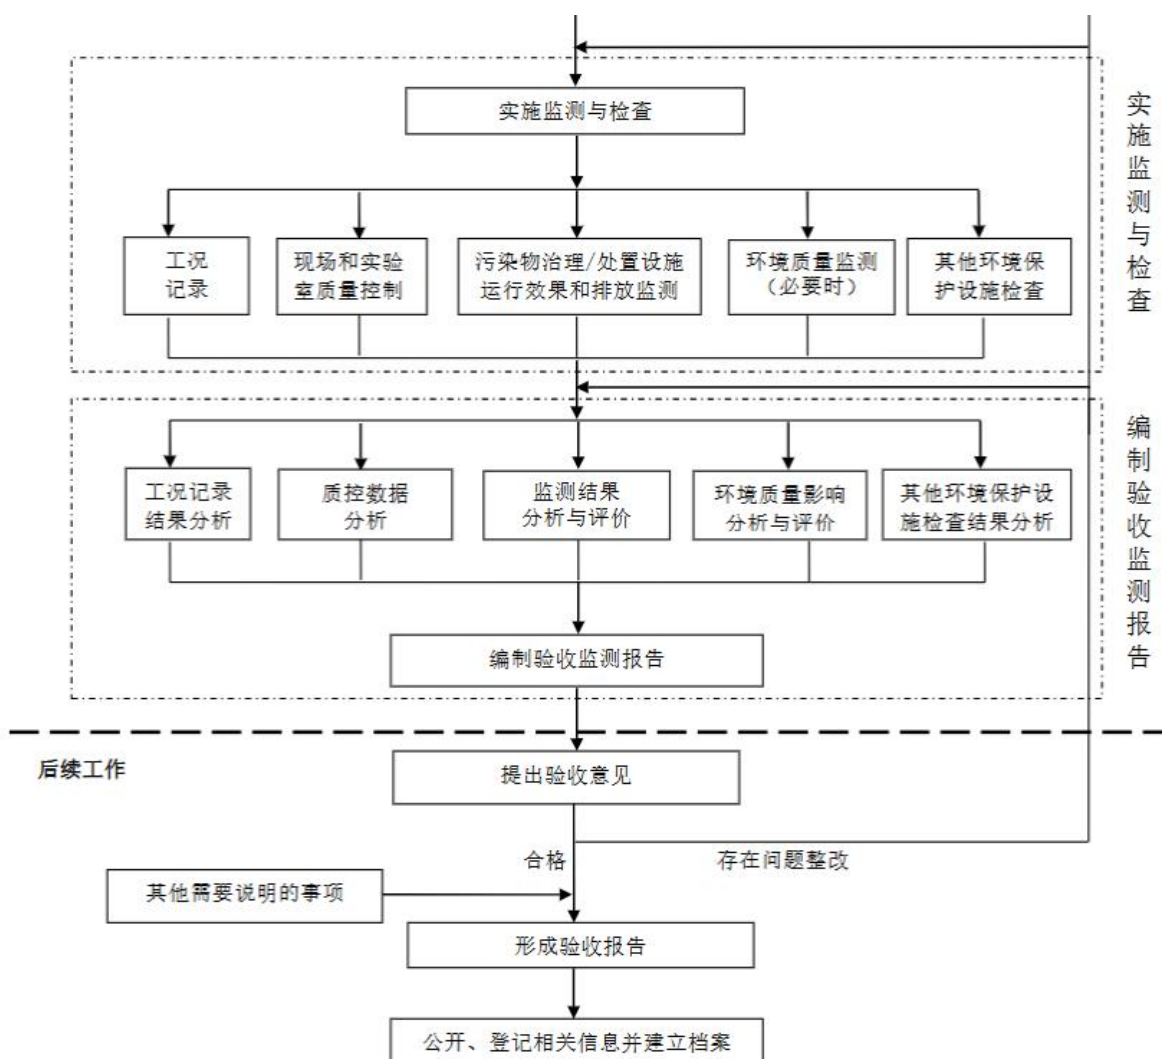 实施监测与检查
实施监测与检查
工况
记录
现场和实验
室质量控制
污染物治理/处置设施
运行效果和排放监测
环境质量监测
（必要时）
其他环境保
护设施检查
编制验收监测报告
工况记录
结果分析
质控数据
分析
监测结果
分析与评价
环境质量影响
分析与评价
其他环境保护设
施检查结果分析
编制验收监测报告
后续工作
提出验收意见
合格
存在问题整改
其他需要说明的事项
形成验收报告
公开、登记相关信息并建立档案